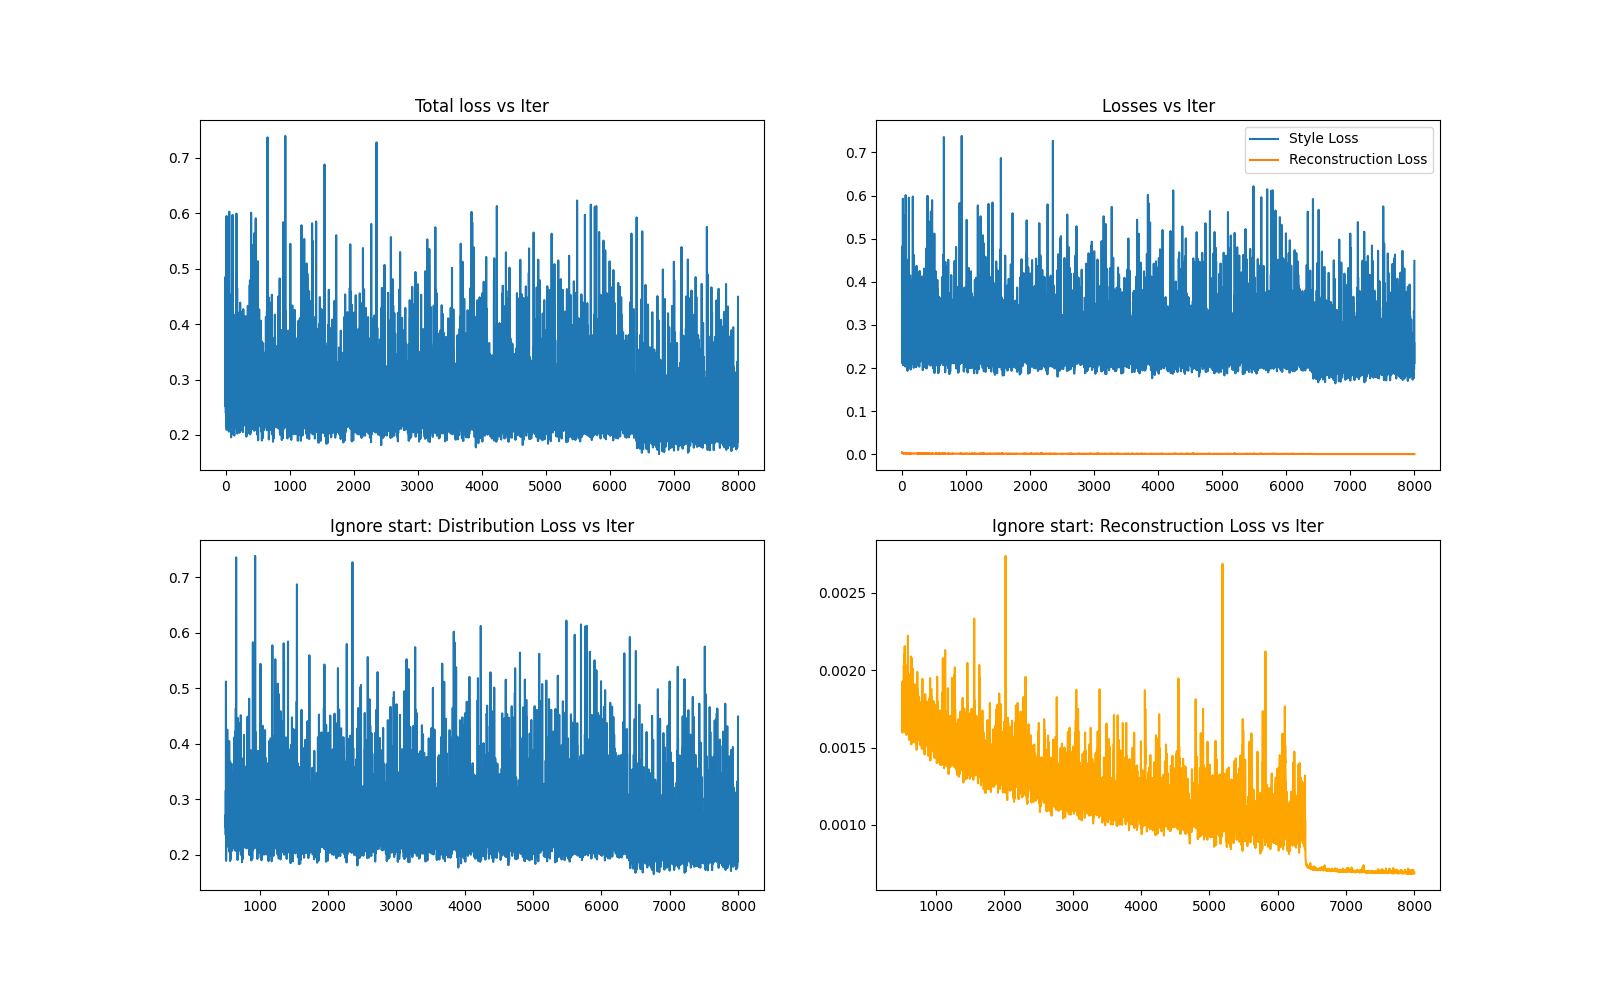 Total loss vs Iter
0.7
0.6
0.5
0.4
0.3
0.2
0 1000 2000 3000 4000 5000 6000 7000 8000
Losses vs Iter
Style Loss
Reconstruction Loss
0.7
0.6
0.5
0.4
0.3
0.2
0.1
0.0
0 1000 2000 3000 4000 5000 6000 7000 8000
Ignore start: Distribution Loss vs Iter
0.7
0.6
0.5
0.4
0.3
0.2
1000 2000 3000 4000 5000 6000 7000 8000
Ignore start: Reconstruction Loss vs Iter
0.0025
0.0020
0.0015
0.0010
1000 2000 3000 4000 5000 6000 7000 8000